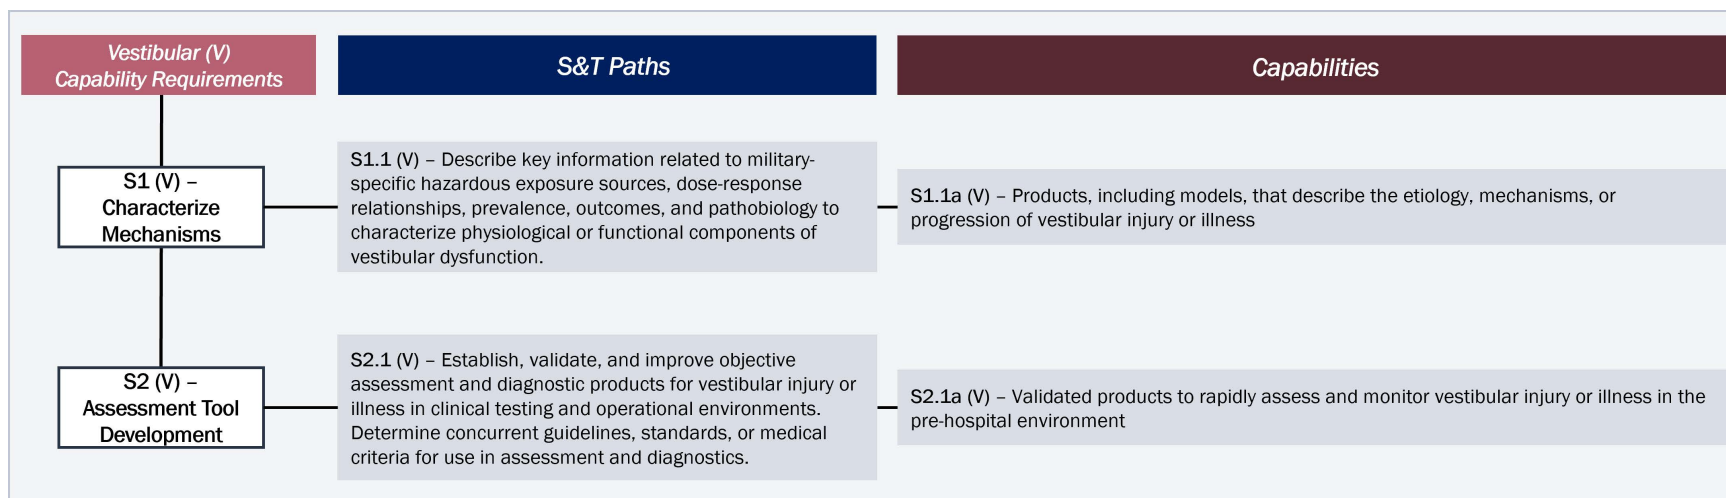 Vestibular (V)
Capability Requirements
S&T Paths
Capabilities
S1 (V) –
Characterize
Mechanisms
S1.1 (V) – Describe key information related to military-
specific hazardous exposure sources, dose-response
relationships, prevalence, outcomes, and pathobiology to
characterize physiological or functional components of
vestibular dysfunction.
S1.1a (V) – Products, including models, that describe the etiology, mechanisms, or
progression of vestibular injury or illness
S2 (V) –
Assessment Tool
Development
S2.1 (V) – Establish, validate, and improve objective
assessment and diagnostic products for vestibular injury or
illness in clinical testing and operational environments.
Determine concurrent guidelines, standards, or medical
criteria for use in assessment and diagnostics.
S2.1a (V) – Validated products to rapidly assess and monitor vestibular injury or illness in the
pre-hospital environment